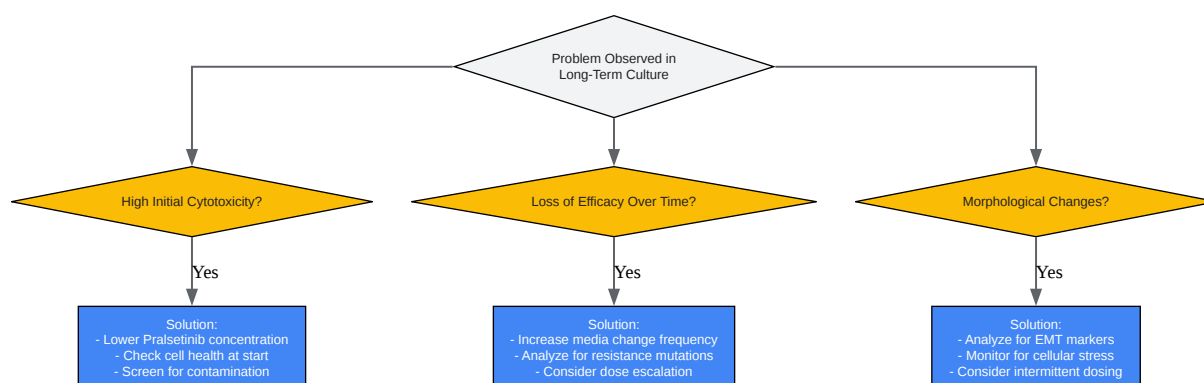 Problem Observed in
Long-Term Culture
High Initial Cytotoxicity?
Loss of Efficacy Over Time?
Morphological Changes?
Yes
Yes
Yes
Solution:
- Lower Pralsetinib concentration
- Check cell health at start
- Screen for contamination
Solution:
- Increase media change frequency
- Analyze for resistance mutations
- Consider dose escalation
Solution:
- Analyze for EMT markers
- Monitor for cellular stress
- Consider intermittent dosing